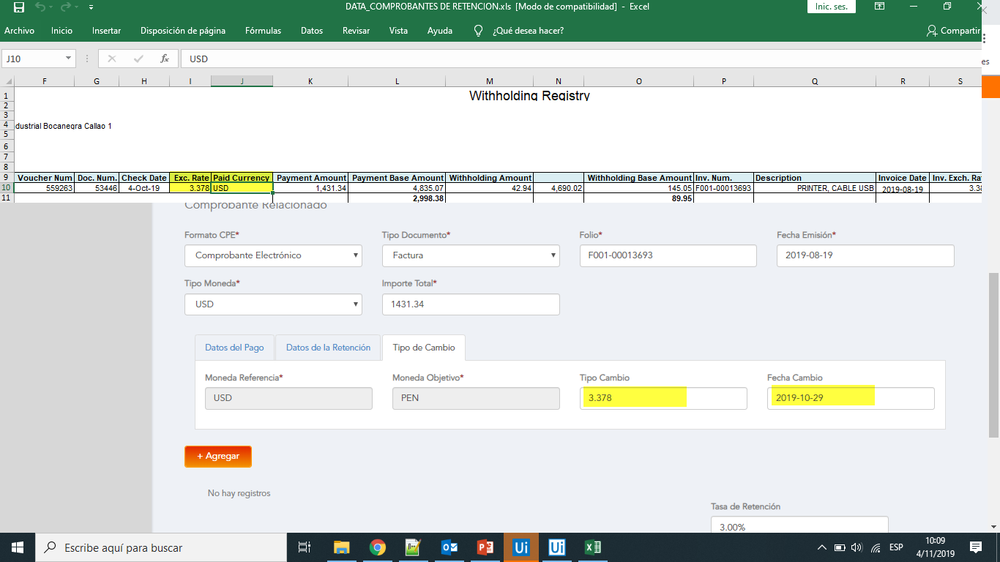 DATA_COMPROBANTES DE RETENCION.xls [Modo de compatibilidad] - Excel
Inic. ses.
Archivo Inicio Insertar Disposición de página Fórmulas Datos Revisar Vista Ayuda ¿Qué desea hacer? Compartir
J10 fx USD
es
F G H I J K L M N O P Q R S
1 Withholding Registry
2
3
4 dustrial Bocanegra Callao 1
5
6
7
8
9 Voucher Num Doc. Num. Check Date Exc. Rate Paid Currency Payment Amount Payment Base Amount Withholding Amount Withholding Base Amount Inv. Num. Description Invoice Date Inv. Exch. Ra
10 559263 53446 4-Oct-19 3.378 USD 1,431.34 4,835.07 42.94 4,690.02 145.05 F001-00013693 PRINTER, CABLE USB 2019-08-19 3.3
11 2,998.38 89.95
Comprobante Relacionado
Formato CPE* Tipo Documento* Folio* Fecha Emisión*
Comprobante Electrónico Factura F001-00013693 2019-08-19
Tipo Moneda* Importe Total*
USD 1431.34
Datos del Pago Datos de la Retención Tipo de Cambio
Moneda Referencia* Moneda Objetivo* Tipo Cambio Fecha Cambio
USD PEN 3.378 2019-10-29
+ Agregar
No hay registros
Tasa de Retención
3.00%
Escribe aquí para buscar Ui Ui ESP 10:09
4/11/2019